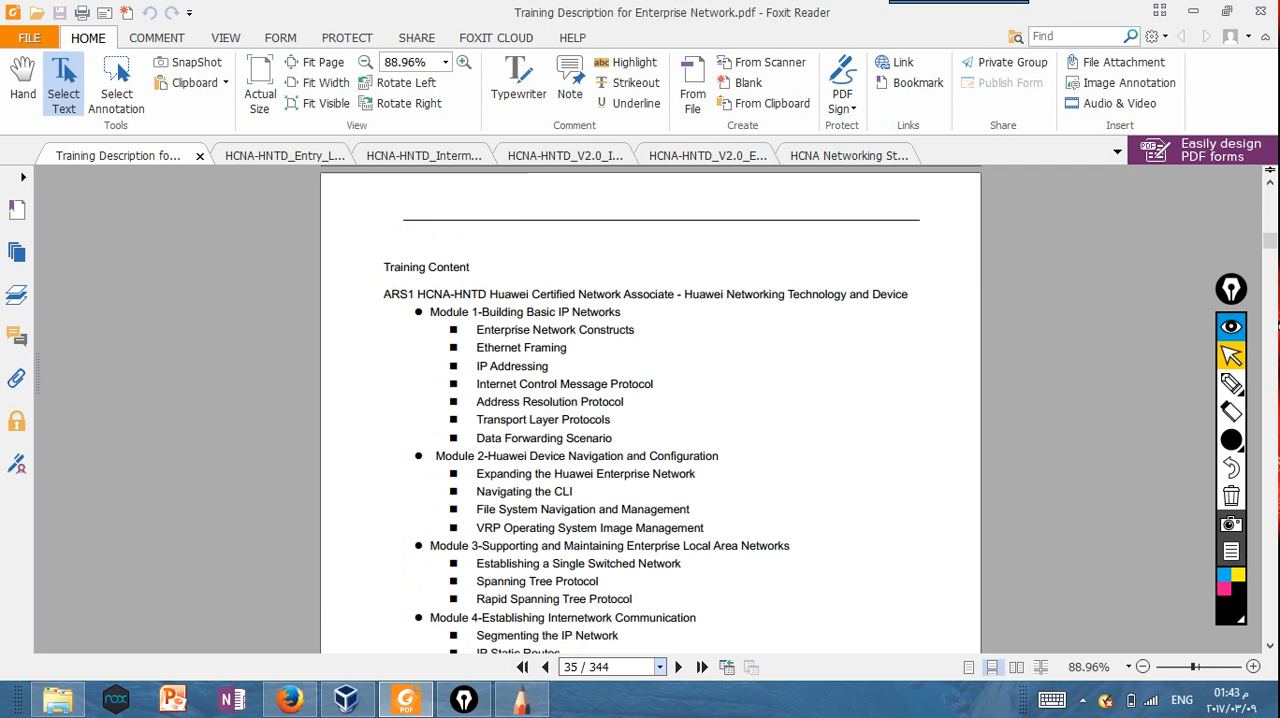 Training Description for Enterprise Network.pdf - Foxit Reader
FILE HOME COMMENT VIEW FORM PROTECT SHARE FOXIT CLOUD HELP Find
Hand
Select Text
Select Annotation
SnapShot
Clipboard
Tools
Actual Size
Fit Page
Fit Width
Fit Visible
88.96%
Rotate Left
Rotate Right
View
Typewriter
Note
Highlight
Strikeout
Underline
Comment
From File
From Scanner
Blank
From Clipboard
Create
PDF Sign
Protect
Link
Bookmark
Links
Private Group
Publish Form
Share
File Attachment
Image Annotation
Audio & Video
Insert
Training Description fo... HCNA-HNTD_Entry_L... HCNA-HNTD_Interm... HCNA-HNTD_V2.0_I... HCNA-HNTD_V2.0_E... HCNA Networking St...
PDF
Easily design
PDF forms
Training Content
ARS1 HCNA-HNTD Huawei Certified Network Associate - Huawei Networking Technology and Device
● Module 1-Building Basic IP Networks
■ Enterprise Network Constructs
■ Ethernet Framing
■ IP Addressing
■ Internet Control Message Protocol
■ Address Resolution Protocol
■ Transport Layer Protocols
■ Data Forwarding Scenario
● Module 2-Huawei Device Navigation and Configuration
■ Expanding the Huawei Enterprise Network
■ Navigating the CLI
■ File System Navigation and Management
■ VRP Operating System Image Management
● Module 3-Supporting and Maintaining Enterprise Local Area Networks
■ Establishing a Single Switched Network
■ Spanning Tree Protocol
■ Rapid Spanning Tree Protocol
● Module 4-Establishing Internetwork Communication
■ Segmenting the IP Network
■ IP Static Routes
35 / 344
88.96%
nox
PDF
ENG
01:43 م
٢٠١٧/٠٣/٠٩